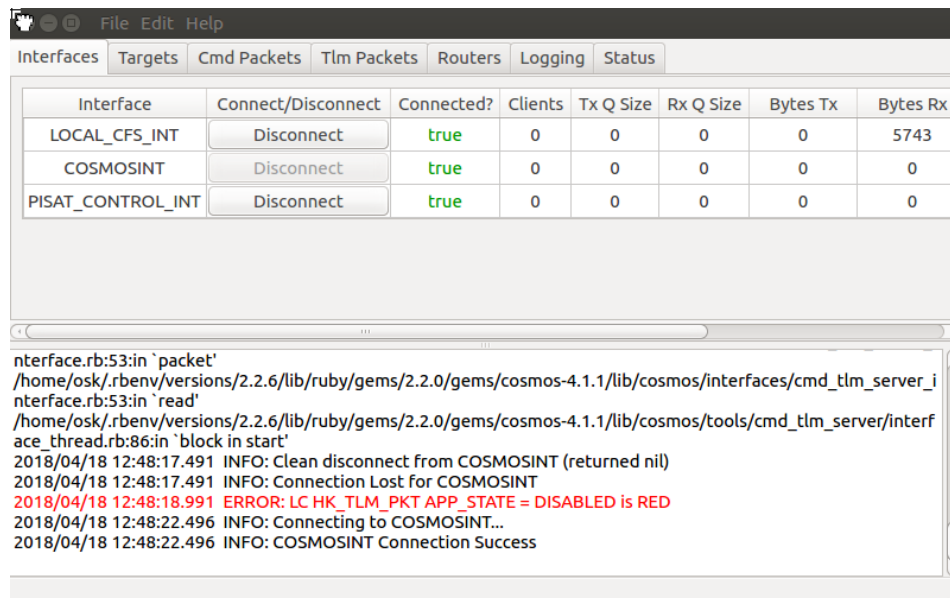 File Edit Help
Interfaces Targets Cmd Packets Tlm Packets Routers Logging Status
Interface Connect/Disconnect Connected? Clients Tx Q Size Rx Q Size Bytes Tx Bytes Rx
LOCAL_CFS_INT Disconnect true 0 0 0 0 5743
COSMOSINT Disconnect true 0 0 0 0 0
PISAT_CONTROL_INT Disconnect true 0 0 0 0 0
nterface.rb:53:in `packet'
/home/osk/.rbenv/versions/2.2.6/lib/ruby/gems/2.2.0/gems/cosmos-4.1.1/lib/cosmos/interfaces/cmd_tlm_server_i
nterface.rb:53:in `read'
/home/osk/.rbenv/versions/2.2.6/lib/ruby/gems/2.2.0/gems/cosmos-4.1.1/lib/cosmos/tools/cmd_tlm_server/interf
ace_thread.rb:86:in `block in start'
2018/04/18 12:48:17.491 INFO: Clean disconnect from COSMOSINT (returned nil)
2018/04/18 12:48:17.491 INFO: Connection Lost for COSMOSINT
2018/04/18 12:48:18.991 ERROR: LC HK_TLM_PKT APP_STATE = DISABLED is RED
2018/04/18 12:48:22.496 INFO: Connecting to COSMOSINT...
2018/04/18 12:48:22.496 INFO: COSMOSINT Connection Success